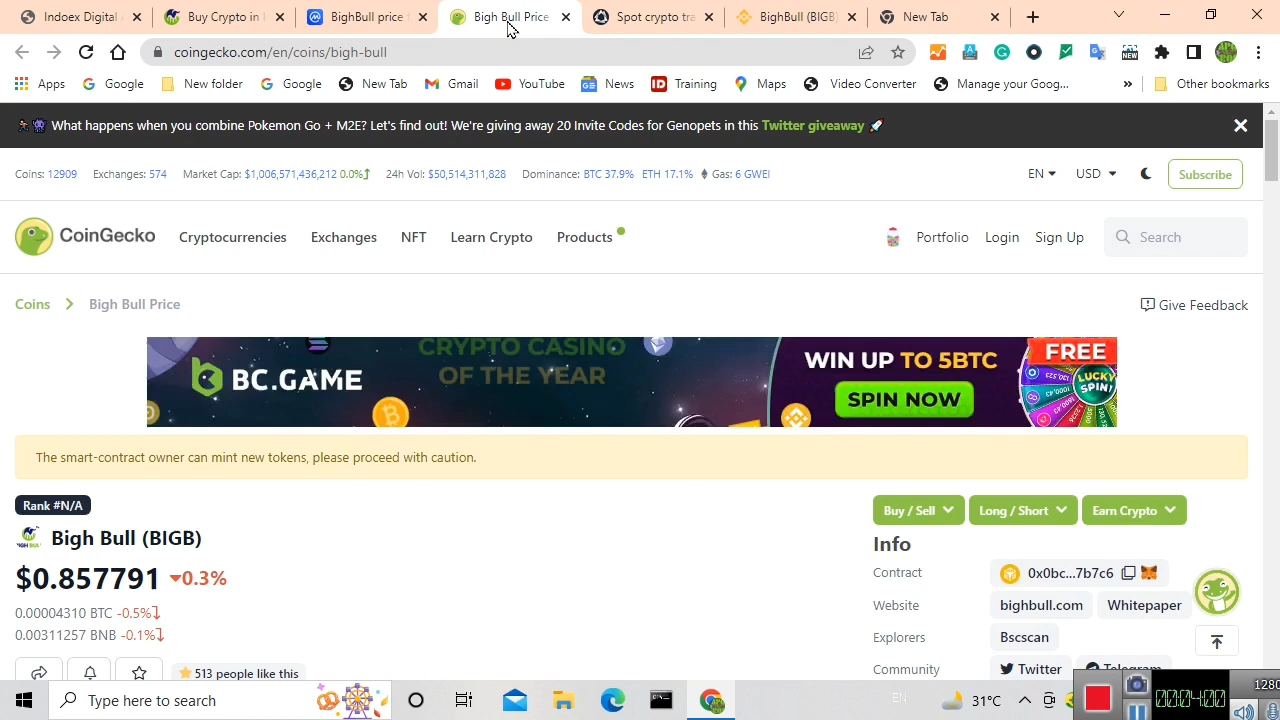 Indoex Digital
Buy Crypto in
BighBull price
Bigh Bull Price
Spot crypto tra
BighBull (BIGB)
New Tab
coingecko.com/en/coins/bigh-bull
Apps
Google
New folder
Google
New Tab
Gmail
YouTube
News
Training
Maps
Video Converter
Manage your Goog...
Other bookmarks
What happens when you combine Pokemon Go + M2E? Let's find out! We're giving away 20 Invite Codes for Genopets in this Twitter giveaway
Coins: 12909 Exchanges: 574 Market Cap: $1,006,571,436,212 0.0% 24h Vol: $50,514,311,828 Dominance: BTC 37.9% ETH 17.1% Gas: 6 GWEI
EN USD Subscribe
CoinGecko Cryptocurrencies Exchanges NFT Learn Crypto Products Portfolio Login Sign Up Search
Coins Bigh Bull Price
Give Feedback
BC.GAME
CRYPTO CASINO
OF THE YEAR
WIN UP TO 5BTC
SPIN NOW
FREE
LUCKY
SPIN!
The smart-contract owner can mint new tokens, please proceed with caution.
Rank #N/A
Bigh Bull (BIGB)
$0.857791 0.3%
0.00004310 BTC -0.5%
0.00311257 BNB -0.1%
513 people like this
Buy / Sell Long / Short Earn Crypto
Info
Contract 0x0bc...7b7c6
Website bighbull.com Whitepaper
Explorers Bscscan
Community Twitter Telegram
Type here to search
EN
31°C
00:04:00
1280